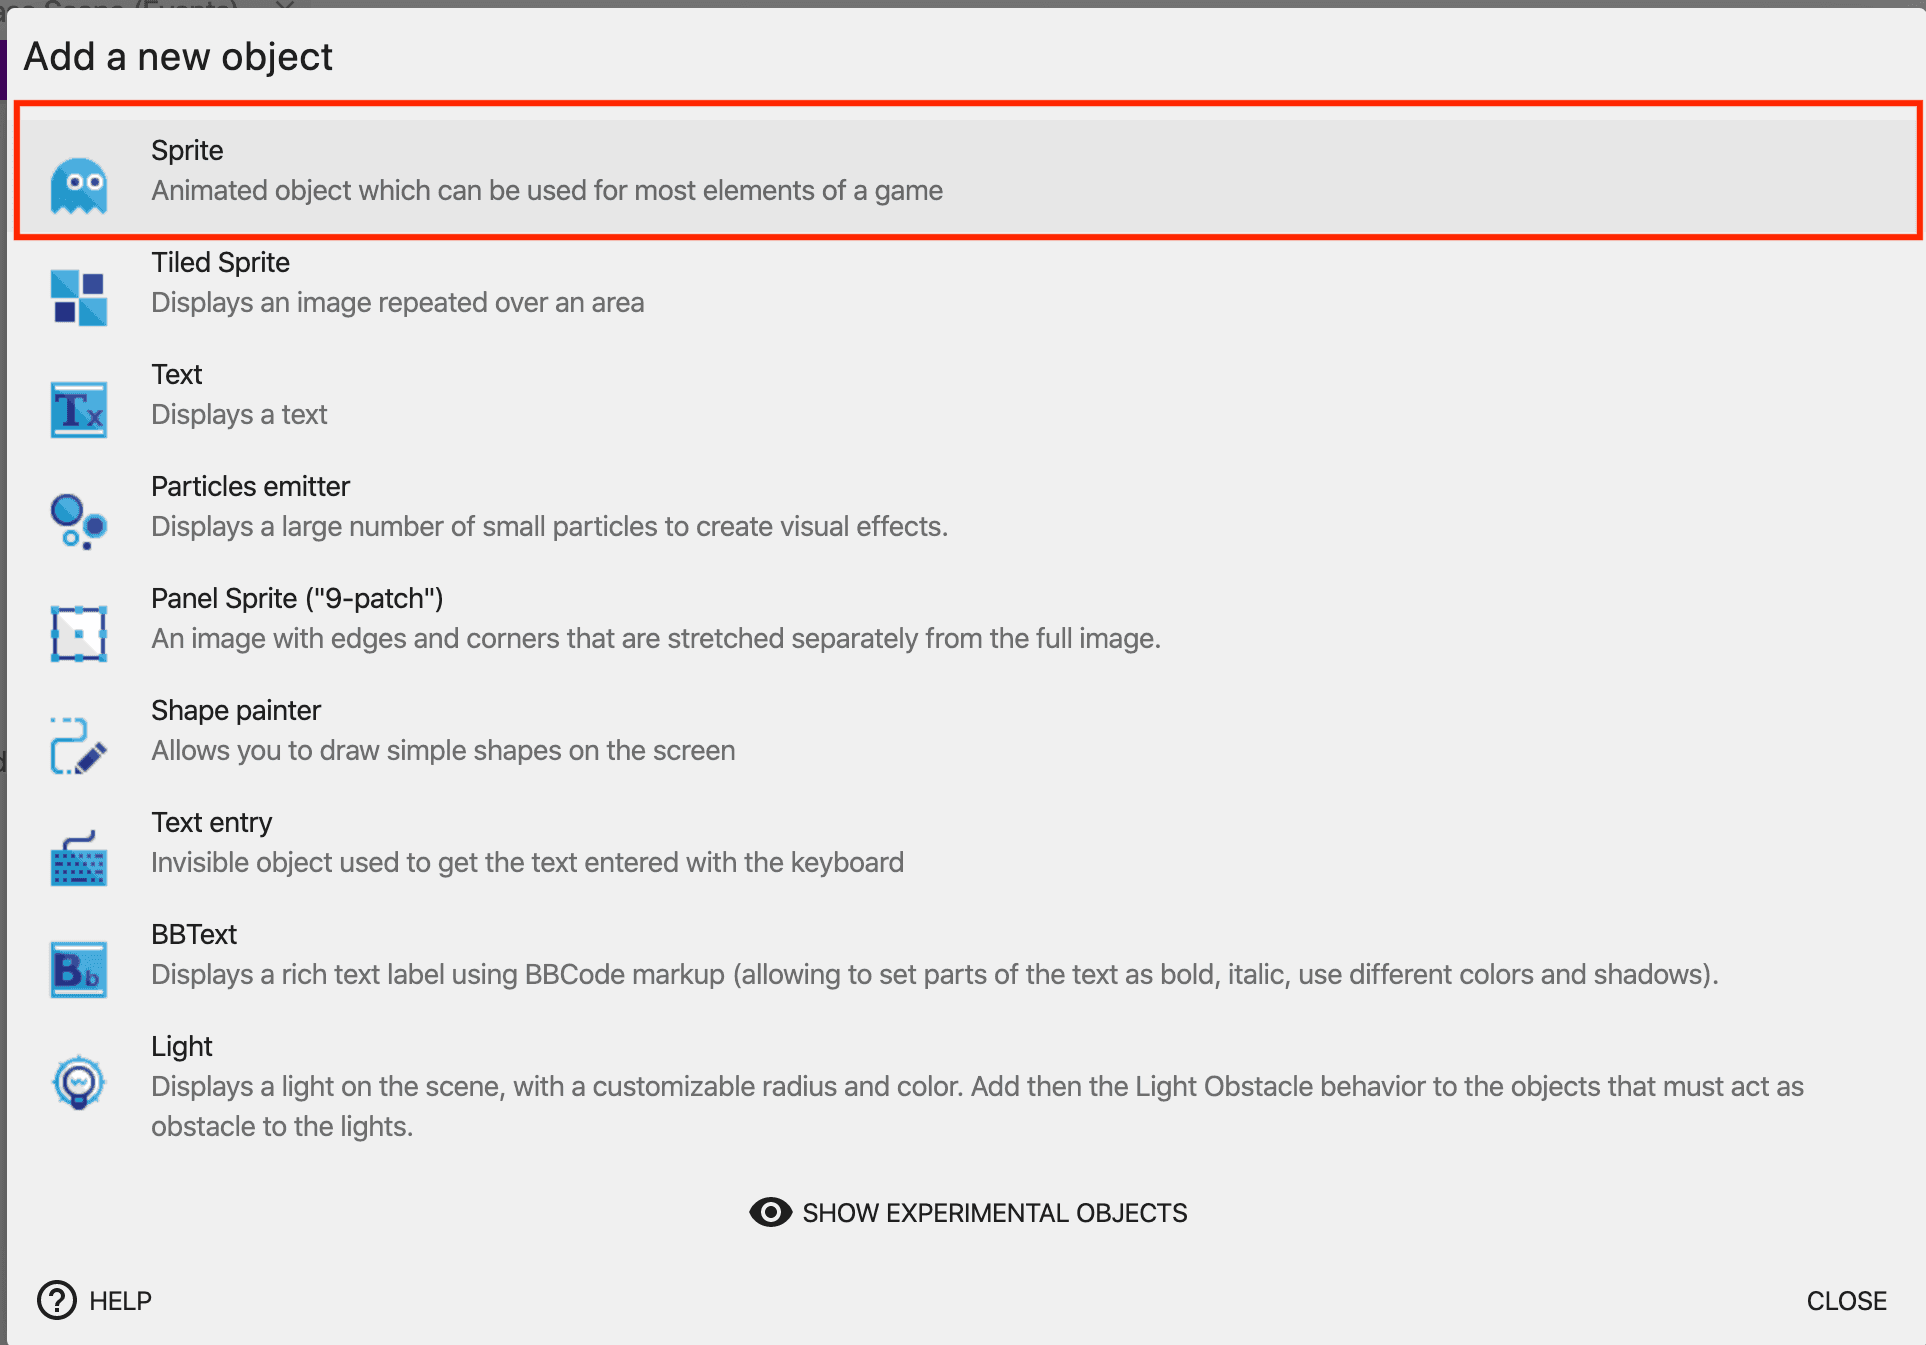 Scene (Events)
Add a new object
Sprite
Animated object which can be used for most elements of a game
Tiled Sprite
Displays an image repeated over an area
Tx
Text
Displays a text
Particles emitter
Displays a large number of small particles to create visual effects.
Panel Sprite ("9-patch")
An image with edges and corners that are stretched separately from the full image.
Shape painter
Allows you to draw simple shapes on the screen
Text entry
Invisible object used to get the text entered with the keyboard
Bb
BBText
Displays a rich text label using BBCode markup (allowing to set parts of the text as bold, italic, use different colors and shadows).
Light
Displays a light on the scene, with a customizable radius and color. Add then the Light Obstacle behavior to the objects that must act as
obstacle to the lights.
SHOW EXPERIMENTAL OBJECTS
? HELP
CLOSE